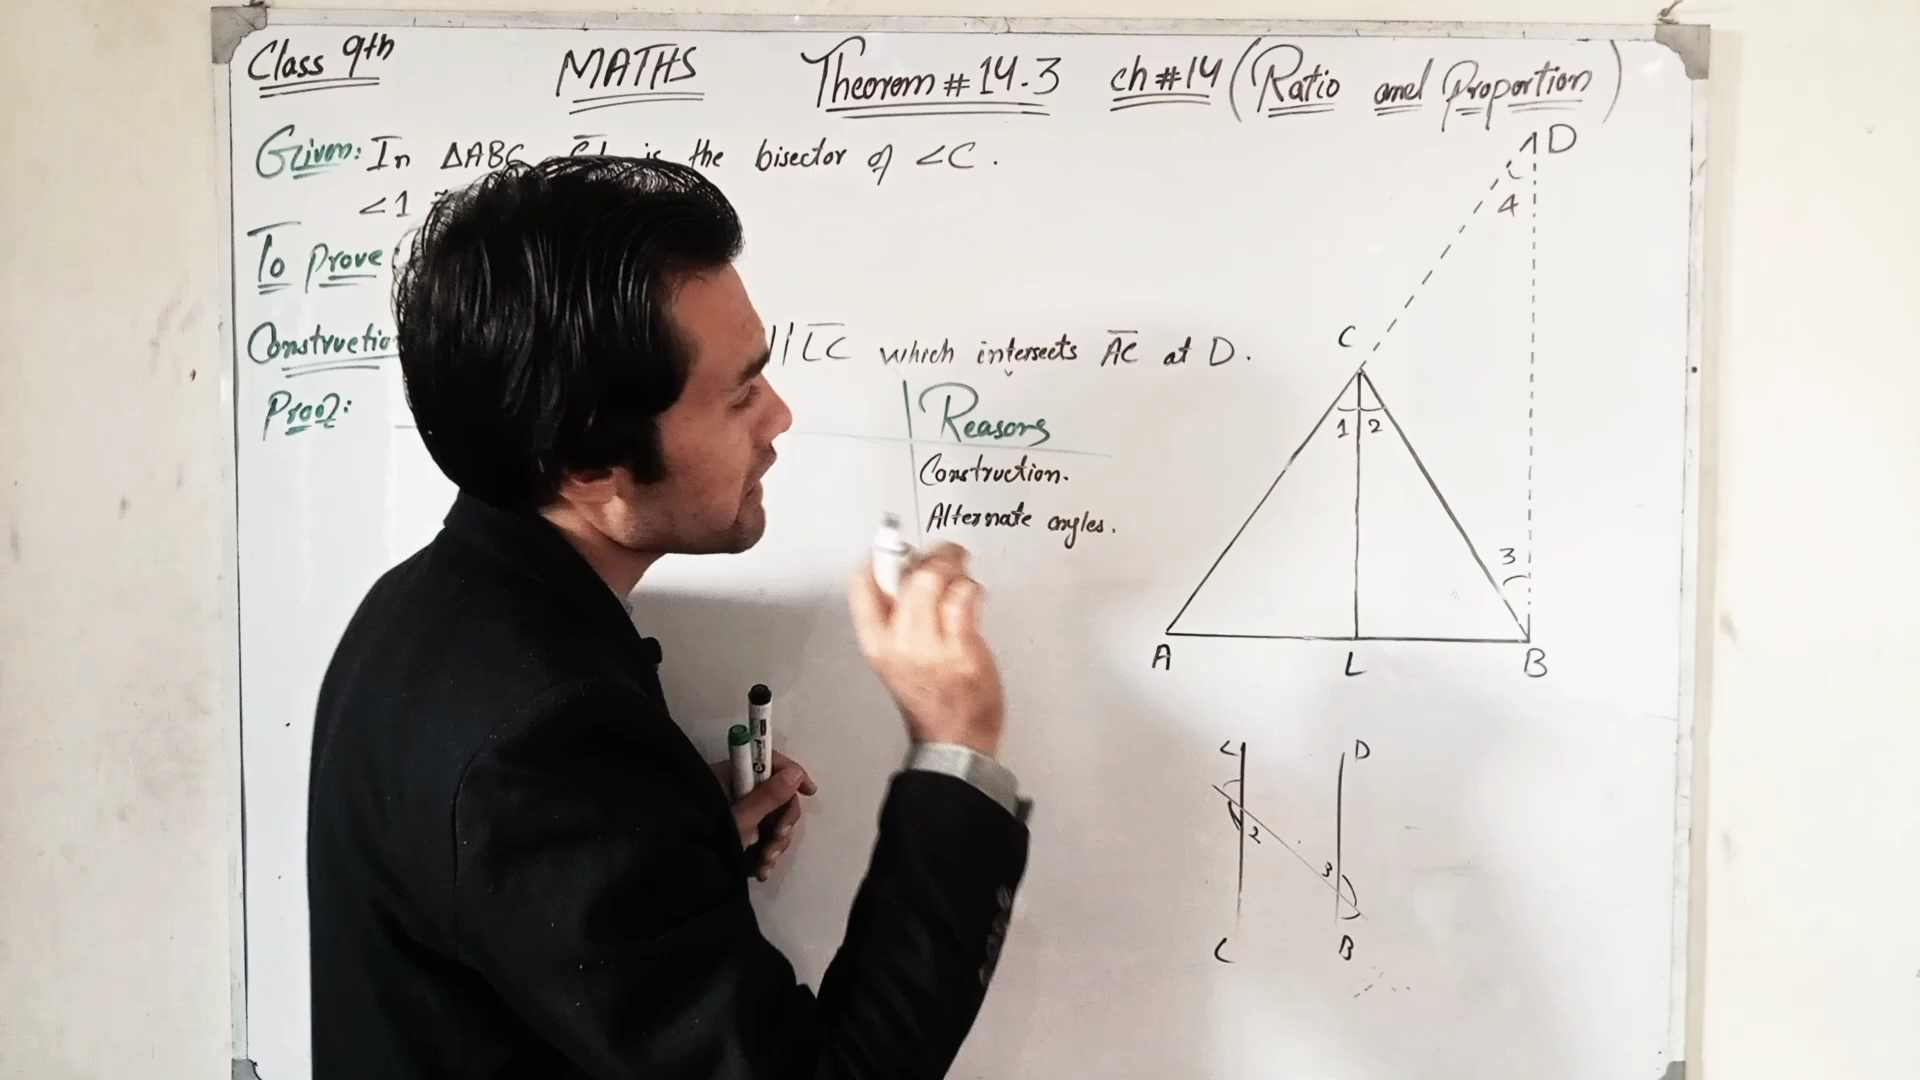 Class 9th MATHS Theorem # 14.3 ch # 14 (Ratio and Proportion)
Given: In ΔABC is the bisector of <C.
<1
To prove
Construction || LC which intersects AC at D.
Proof:
Reasons
Construction.
Alternate angles.
D
4
C
1 2
3
A L B
L D
2
3
C B